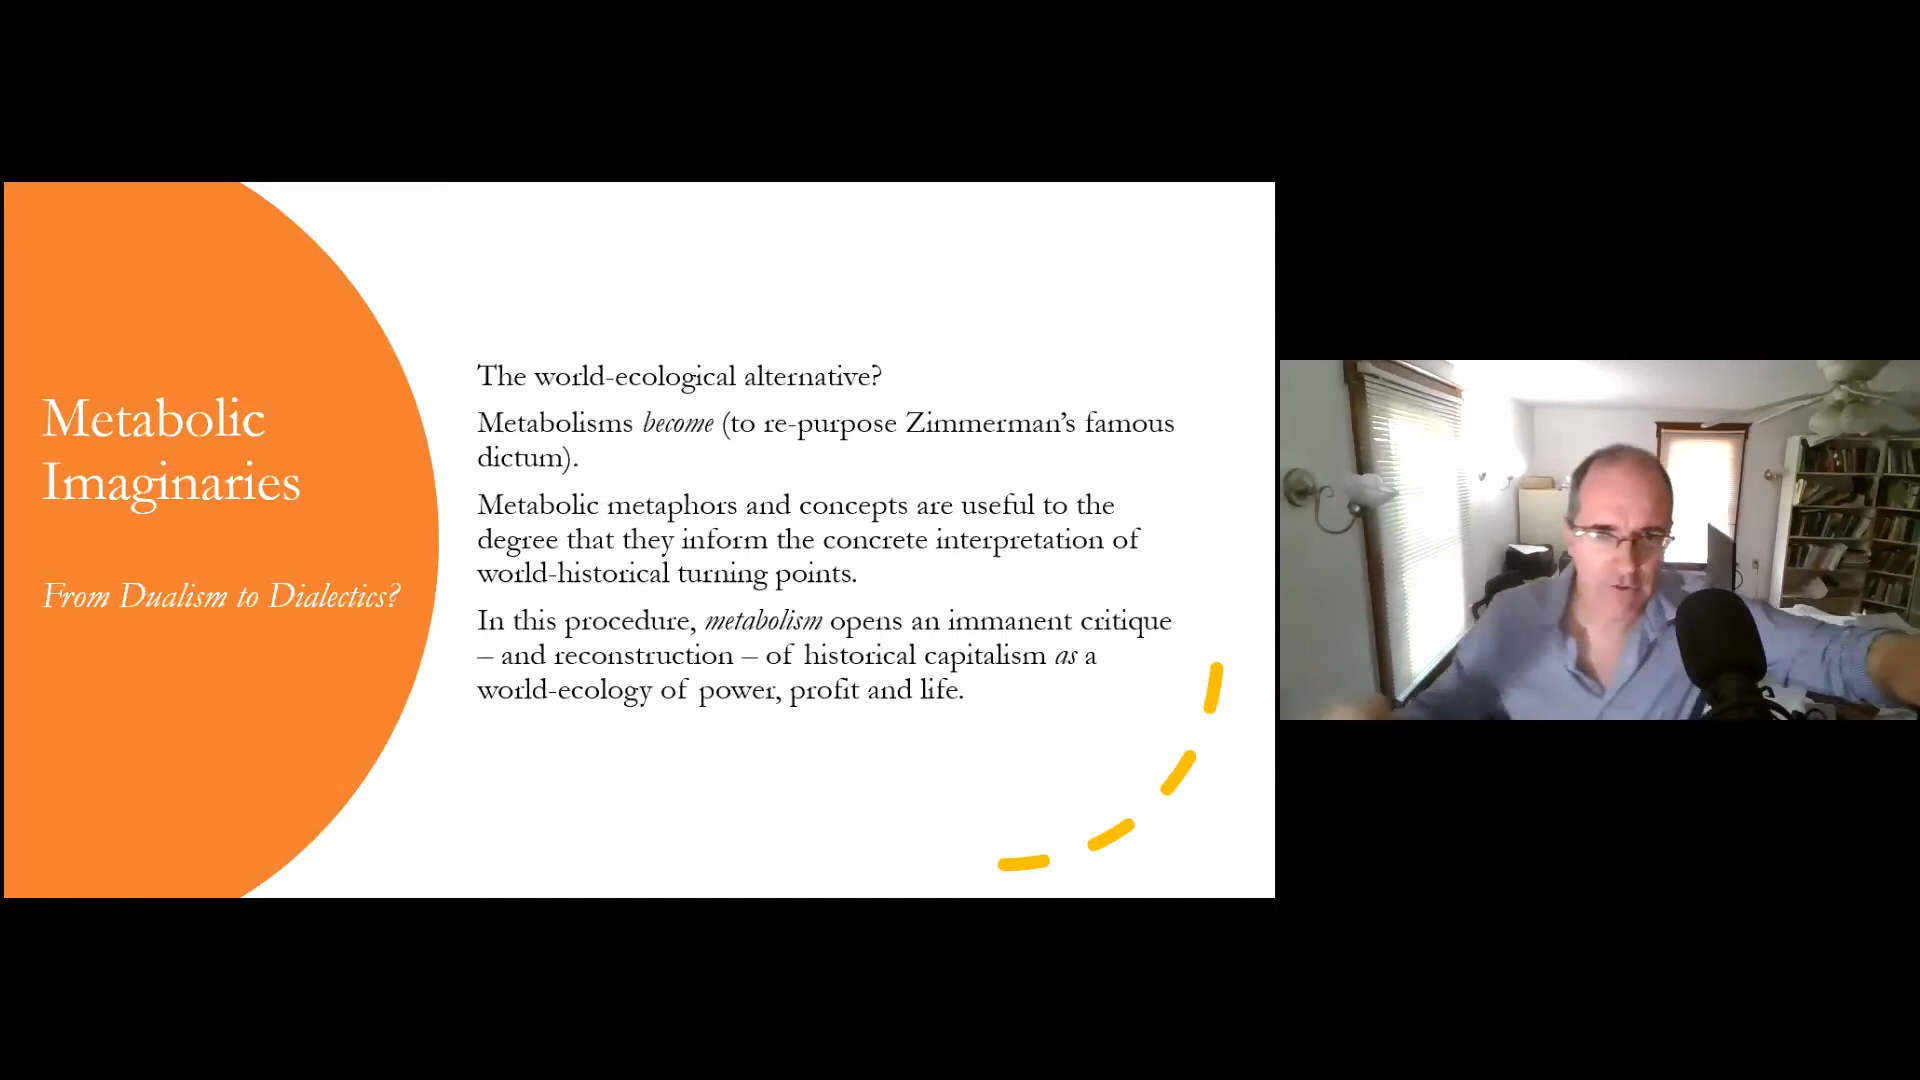 Metabolic
Imaginaries
From Dualism to Dialectics?
The world-ecological alternative?
Metabolisms become (to re-purpose Zimmerman’s famous
dictum).
Metabolic metaphors and concepts are useful to the
degree that they inform the concrete interpretation of
world-historical turning points.
In this procedure, metabolism opens an immanent critique
– and reconstruction – of historical capitalism as a
world-ecology of power, profit and life.